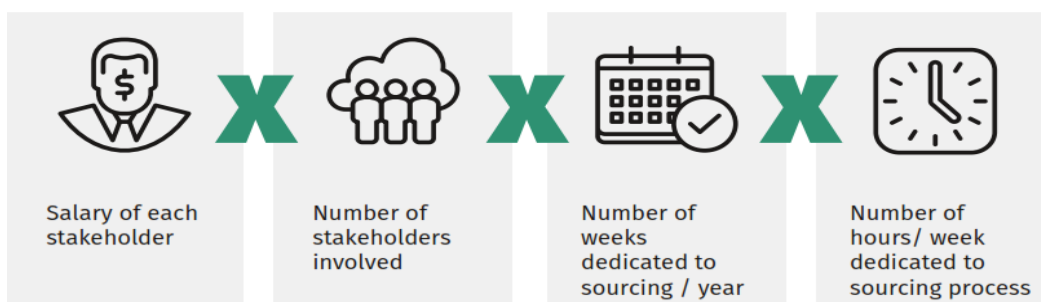 $
X
X
X
Salary of each
stakeholder
Number of
stakeholders
involved
Number of
weeks
dedicated to
sourcing / year
Number of
hours/ week
dedicated to
sourcing process